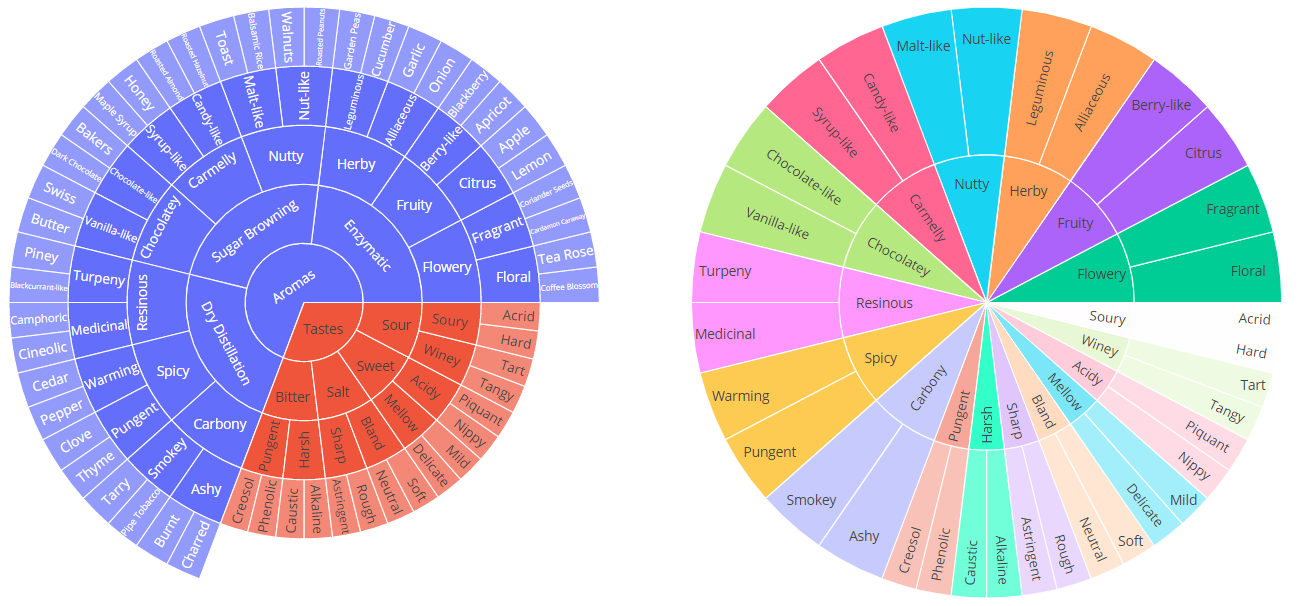 Aromas
Tastes
Enzymatic
Sugar Browning
Dry Distillation
Sour
Sweet
Salt
Bitter
Flowery
Fruity
Herby
Nutty
Carmelly
Chocolatey
Resinous
Spicy
Carbony
Soury
Winey
Acidy
Mellow
Bland
Sharp
Harsh
Pungent
Floral
Fragrant
Citrus
Berry-like
Alliaceous
Leguminous
Nut-like
Malt-like
Candy-like
Syrup-like
Chocolate-like
Vanilla-like
Turpeny
Medicinal
Warming
Pungent
Smokey
Ashy
Coffee Blossom
Tea Rose
Cardamon Caraway
Coriander Seeds
Lemon
Apple
Apricot
Blackberry
Onion
Garlic
Cucumber
Garden Peas
Roasted Peanuts
Walnuts
Balsamic Rice
Toast
Roasted Hazelnut
Roasted Almond
Honey
Maple Syrup
Bakers
Dark Chocolate
Swiss
Butter
Piney
Blackcurrant-like
Camphoric
Cineolic
Cedar
Pepper
Clove
Thyme
Tarry
Pipe Tobacco
Burnt
Charred
Acrid
Hard
Tart
Tangy
Piquant
Nippy
Mild
Delicate
Soft
Neutral
Rough
Astringent
Alkaline
Caustic
Phenolic
Creosol
Flowery
Fruity
Herby
Nutty
Carmelly
Chocolatey
Resinous
Spicy
Carbony
Pungent
Harsh
Sharp
Bland
Mellow
Acidy
Winey
Soury
Floral
Fragrant
Citrus
Berry-like
Alliaceous
Leguminous
Nut-like
Malt-like
Candy-like
Syrup-like
Chocolate-like
Vanilla-like
Turpeny
Medicinal
Warming
Pungent
Smokey
Ashy
Creosol
Phenolic
Caustic
Alkaline
Astringent
Rough
Neutral
Soft
Delicate
Mild
Nippy
Piquant
Tangy
Tart
Hard
Acrid